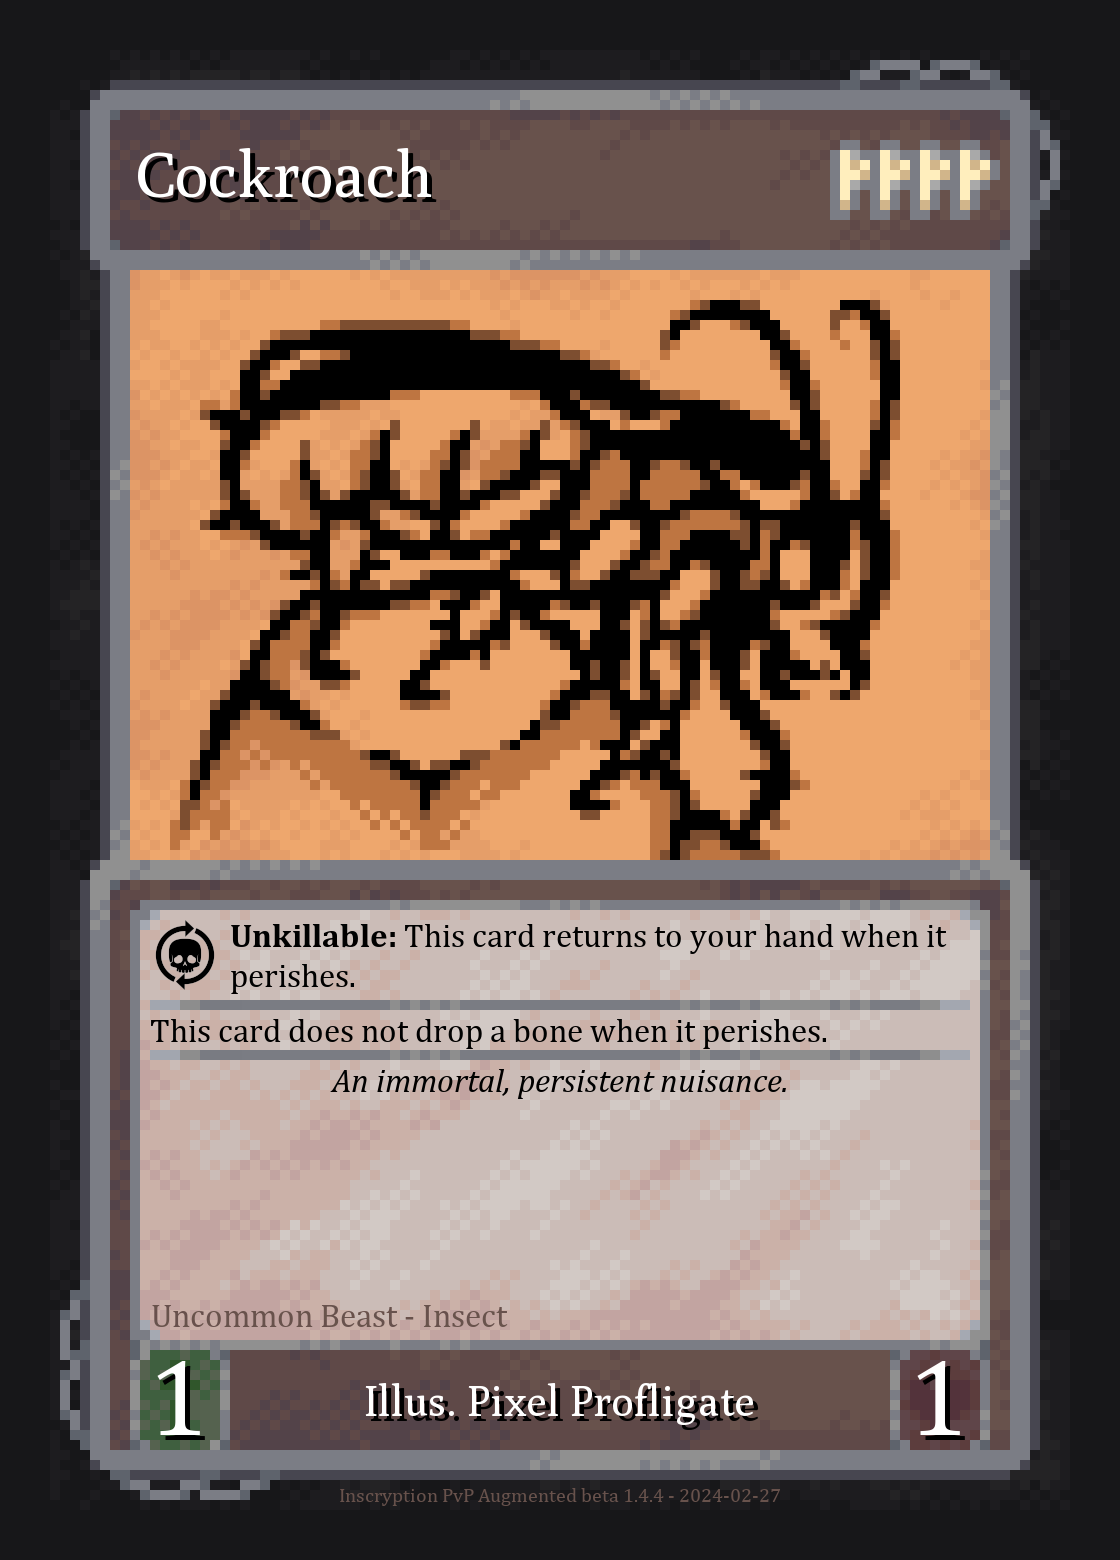 Cockroach
Unkillable: This card returns to your hand when it
perishes.
This card does not drop a bone when it perishes.
An immortal, persistent nuisance.
Uncommon Beast - Insect
1
Illus. Pixel Profligate
1
Inscryption PvP Augmented beta 1.4.4 - 2024-02-27